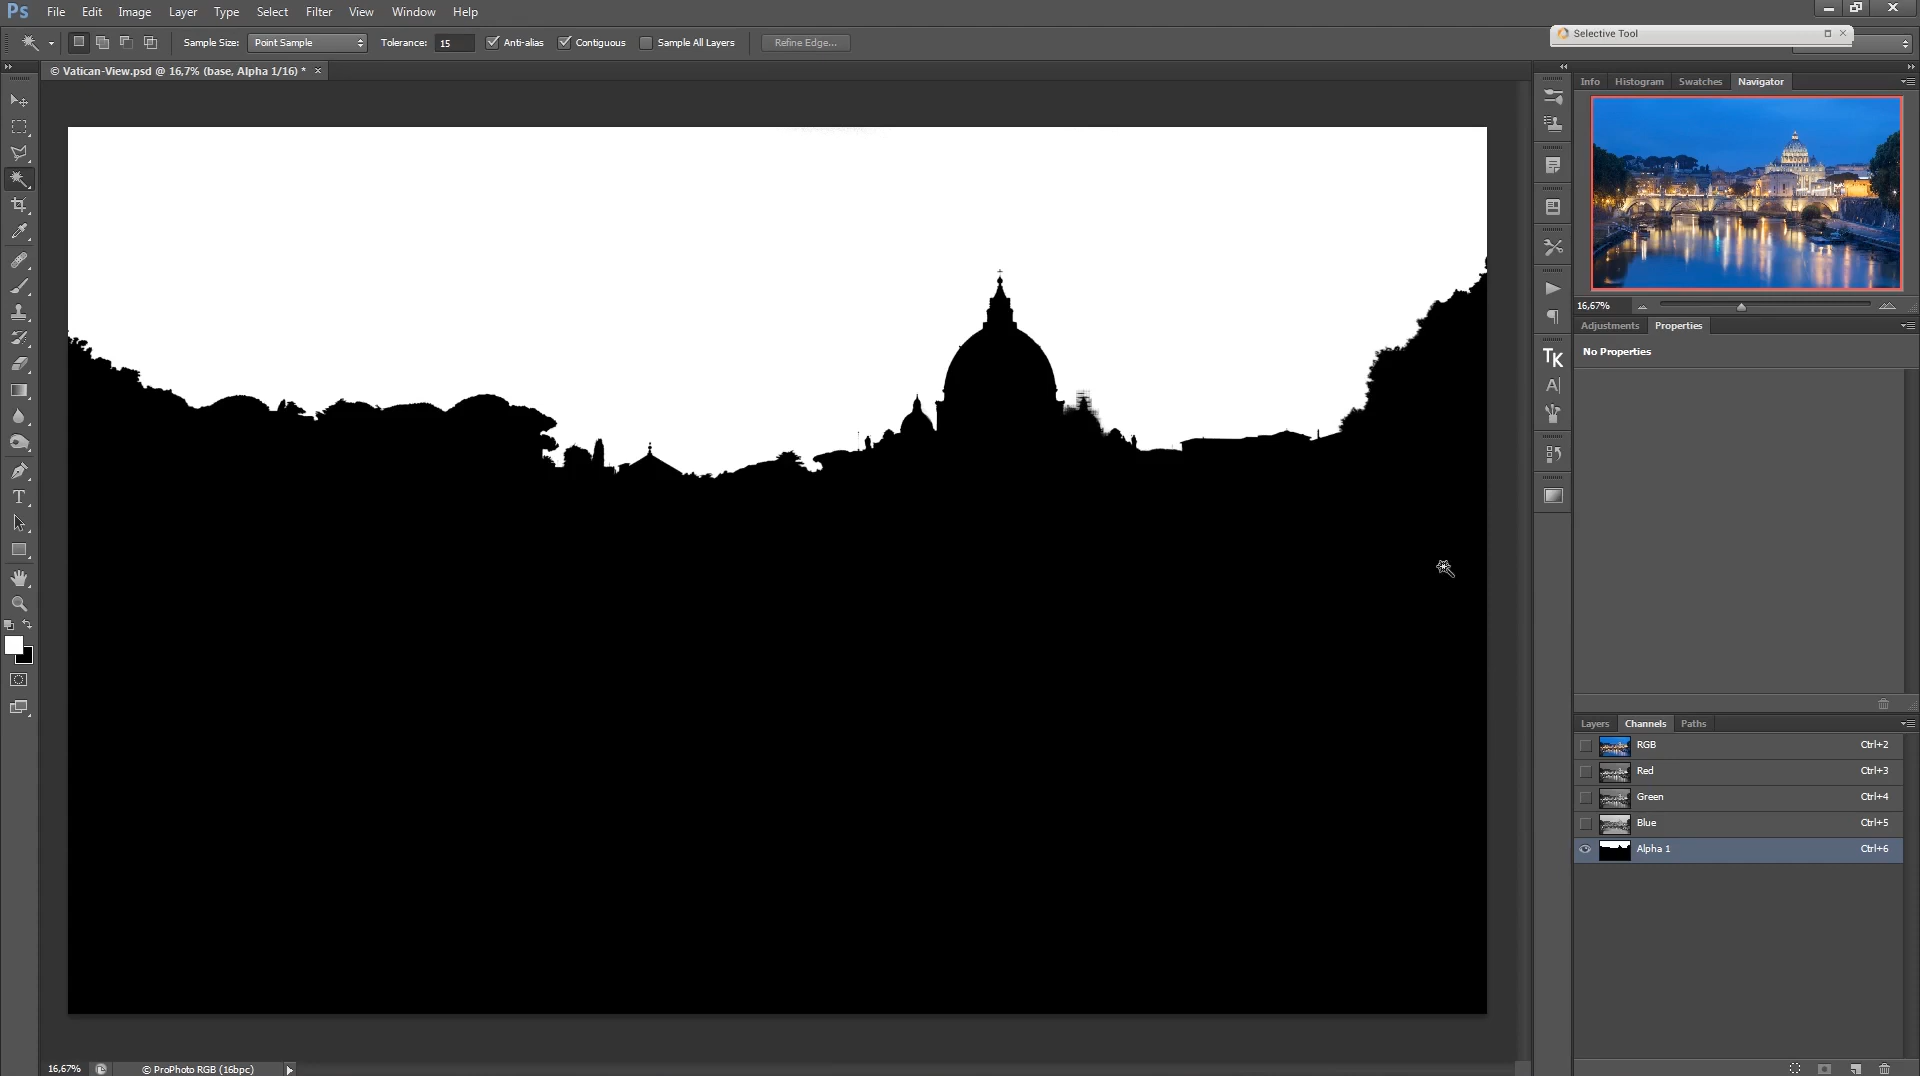 Ps File Edit Image Layer Type Select Filter View Window Help
Sample Size: Point Sample Tolerance: 15 Anti-alias Contiguous Sample All Layers Refine Edge...
Selective Tool
© Vatican-View.psd @ 16,7% (base, Alpha 1/16) * ×
Info Histogram Swatches Navigator
16,67%
Adjustments Properties
No Properties
TK
A
T
Layers Channels Paths
RGB Ctrl+2
Red Ctrl+3
Green Ctrl+4
Blue Ctrl+5
Alpha 1 Ctrl+6
16,67% © ProPhoto RGB (16bpc)